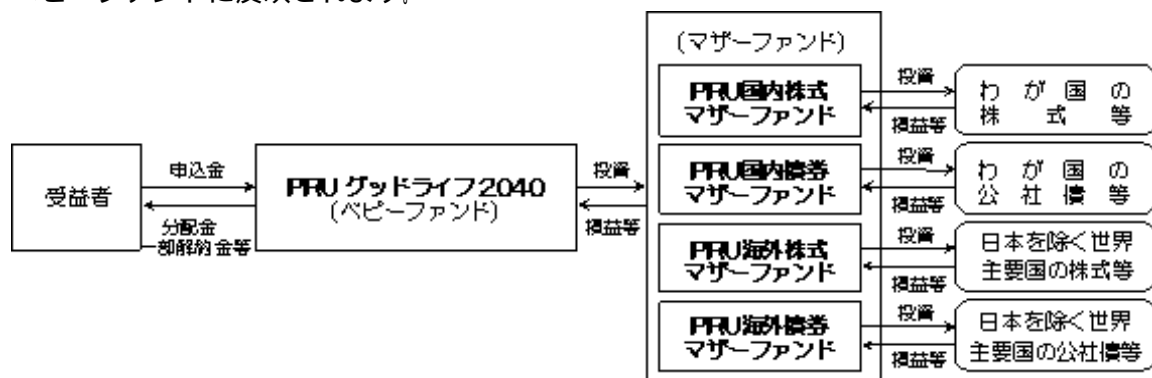 ビーファンドに反映されます。
(マザーファンド)
PRU国内株式
マザーファンド
投資
損益等
わが国の
株式等
受益者
申込金
分配金
一部解約金等
PRUグッドライフ2040
(ベビーファンド)
投資
損益等
PRU国内債券
マザーファンド
投資
損益等
わが国の
公社債等
PRU海外株式
マザーファンド
投資
損益等
日本を除く世界
主要国の株式等
PRU海外債券
マザーファンド
投資
損益等
日本を除く世界
主要国の公社債等